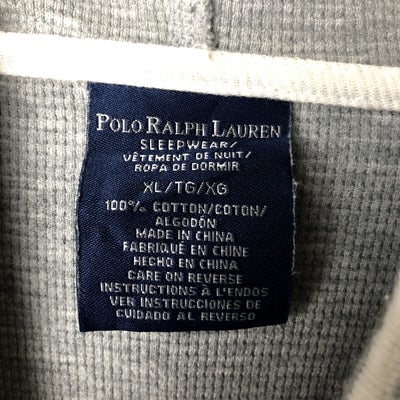 POLO RALPH LAUREN
SLEEPWEAR/
VÊTEMENT DE NUIT/
ROPA DE DORMIR
XL/TG/XG
100% COTTON/COTON/
ALGODÓN
MADE IN CHINA
FABRIQUÉ EN CHINE
HECHO EN CHINA
CARE ON REVERSE
INSTRUCTIONS À L'ENDOS
VER INSTRUCCIONES DE
CUIDADO AL REVERSO